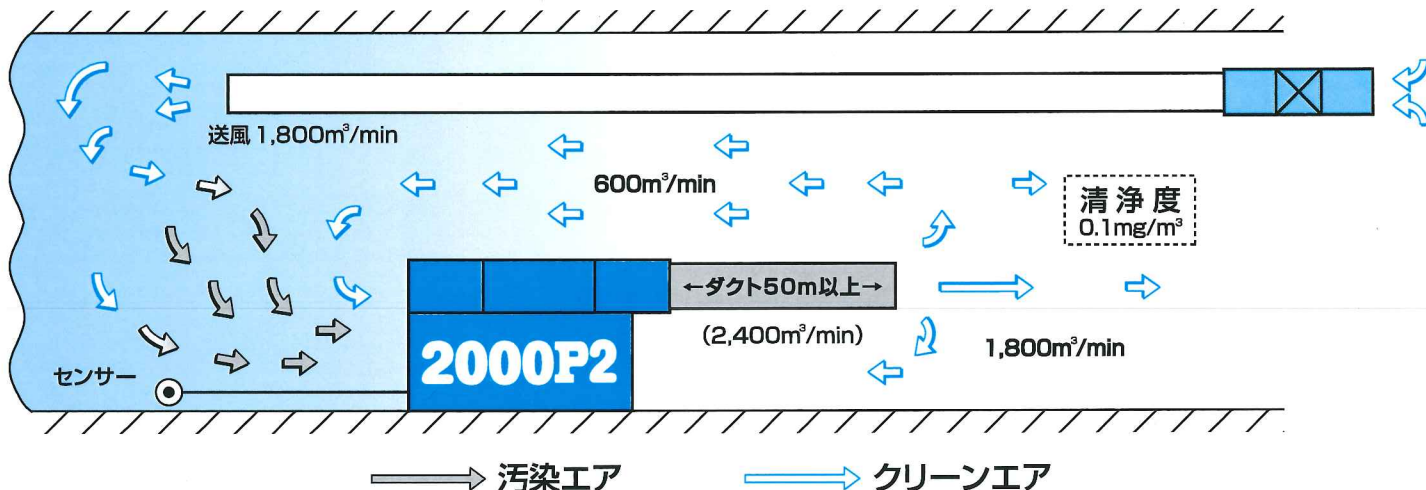 送風 1,800m³/min
600m³/min
清浄度
0.1mg/m³
←ダクト50m以上→
(2,400m³/min)
1,800m³/min
2000P2
センサー
汚染エア
クリーンエア